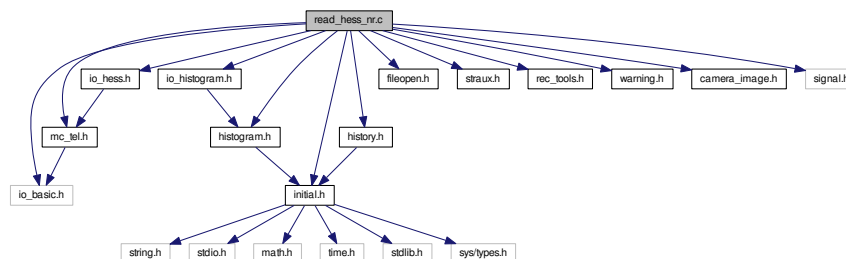 read_hess_nr.c
io_hess.h
io_histogram.h
fileopen.h
straux.h
rec_tools.h
warning.h
camera_image.h
signal.h
mc_tel.h
histogram.h
history.h
io_basic.h
initial.h
string.h
stdio.h
math.h
time.h
stdlib.h
sys/types.h